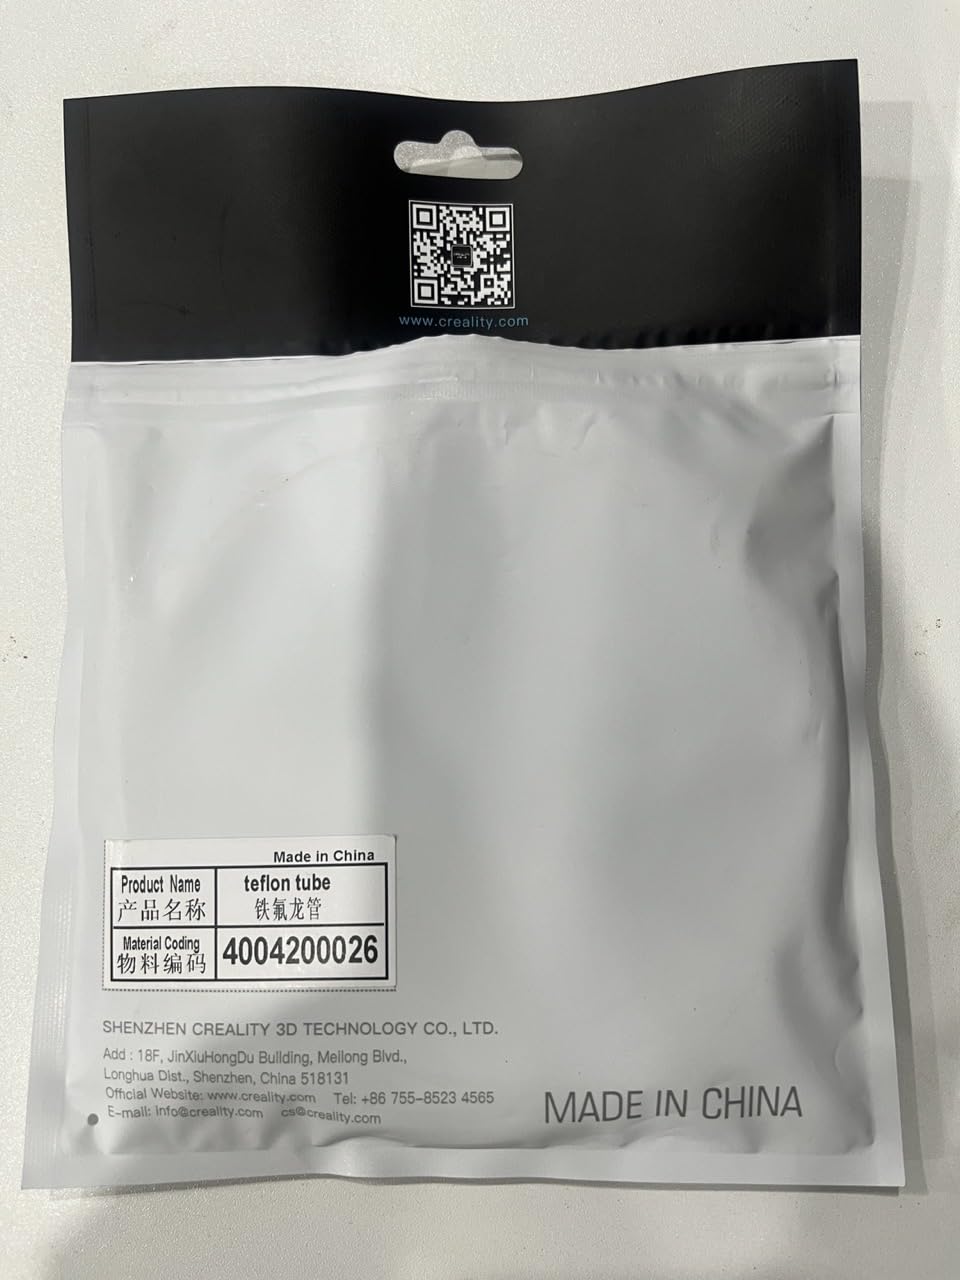 www.creality.com
Made in China
Product Name
产品名称
teflon tube
铁氟龙管
Material Coding
物料编码
4004200026
SHENZHEN CREALITY 3D TECHNOLOGY CO., LTD.
Add : 18F, JinXiuHongDu Building, Meilong Blvd.,
Longhua Dist., Shenzhen, China 518131
Official Website: www.creality.com Tel: +86 755-8523 4565
E-mail: info@creality.com cs@creality.com
MADE IN CHINA